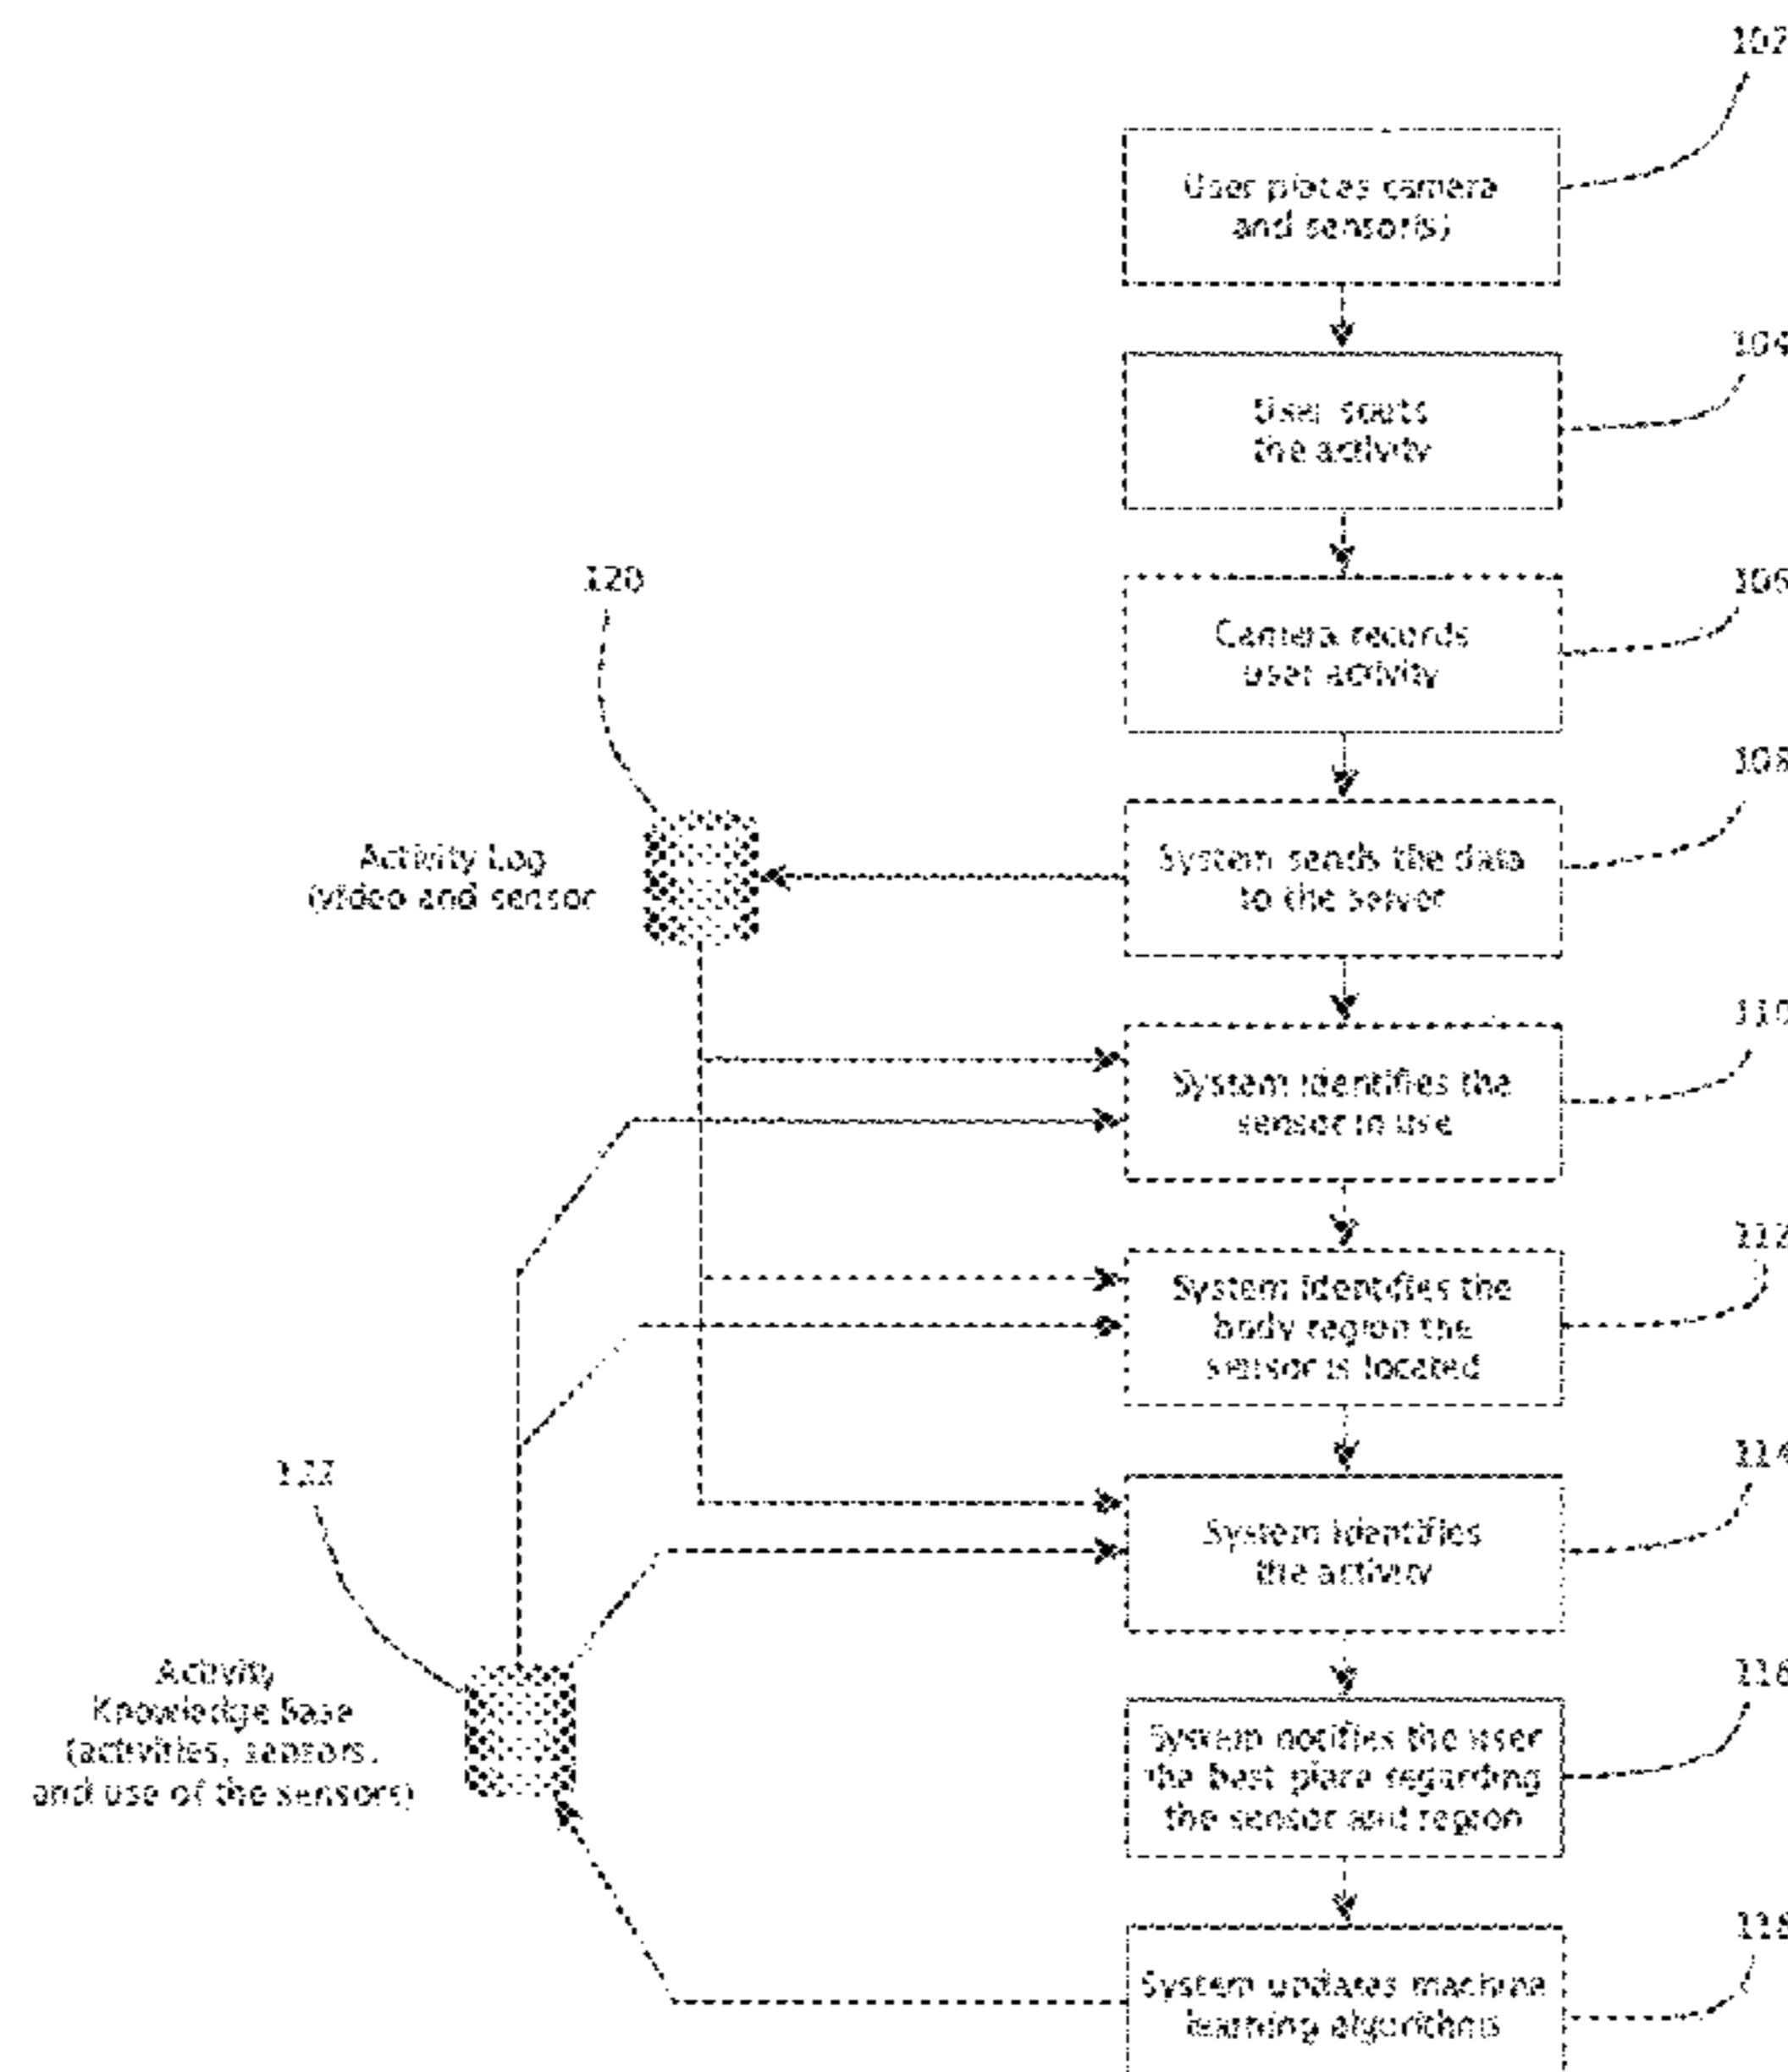 102
User places camera
and sensor(s)
104
User starts
the activity
106
Camera records
user activity
120
108
Activity Log
(video and sensor
System sends the data
to the server
110
System identifies the
sensor in use
112
System identifies the
body region the
sensor is located
122
114
System identifies
the activity
Activity
Knowledge Base
(activities, sensors,
and use of the sensors)
116
System notifies the user
the best place regarding
the sensor and region
118
System updates machine
learning algorithms